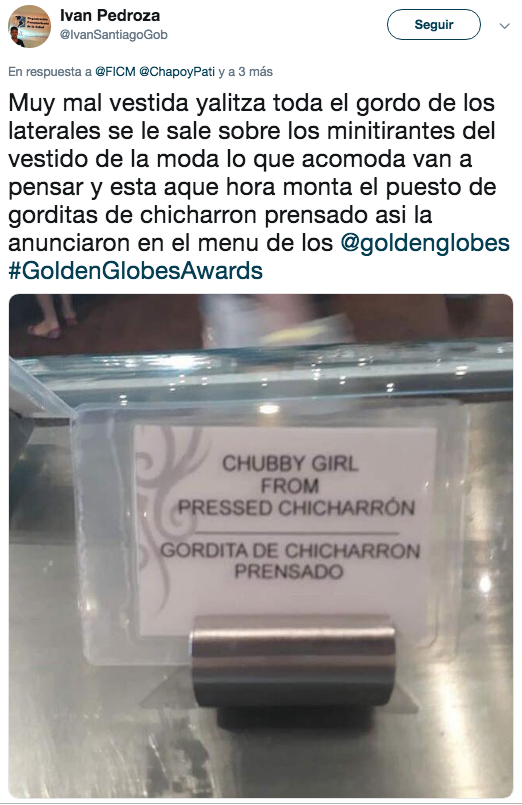 Ivan Pedroza
@IvanSantiagoGob
Seguir
En respuesta a @FICM @ChapoyPati y a 3 más
Muy mal vestida yalitza toda el gordo de los
laterales se le sale sobre los minitirantes del
vestido de la moda lo que acomoda van a
pensar y esta aque hora monta el puesto de
gorditas de chicharron prensado asi la
anunciaron en el menu de los @goldenglobes
#GoldenGlobesAwards
CHUBBY GIRL
FROM
PRESSED CHICHARRÓN
GORDITA DE CHICHARRON
PRENSADO